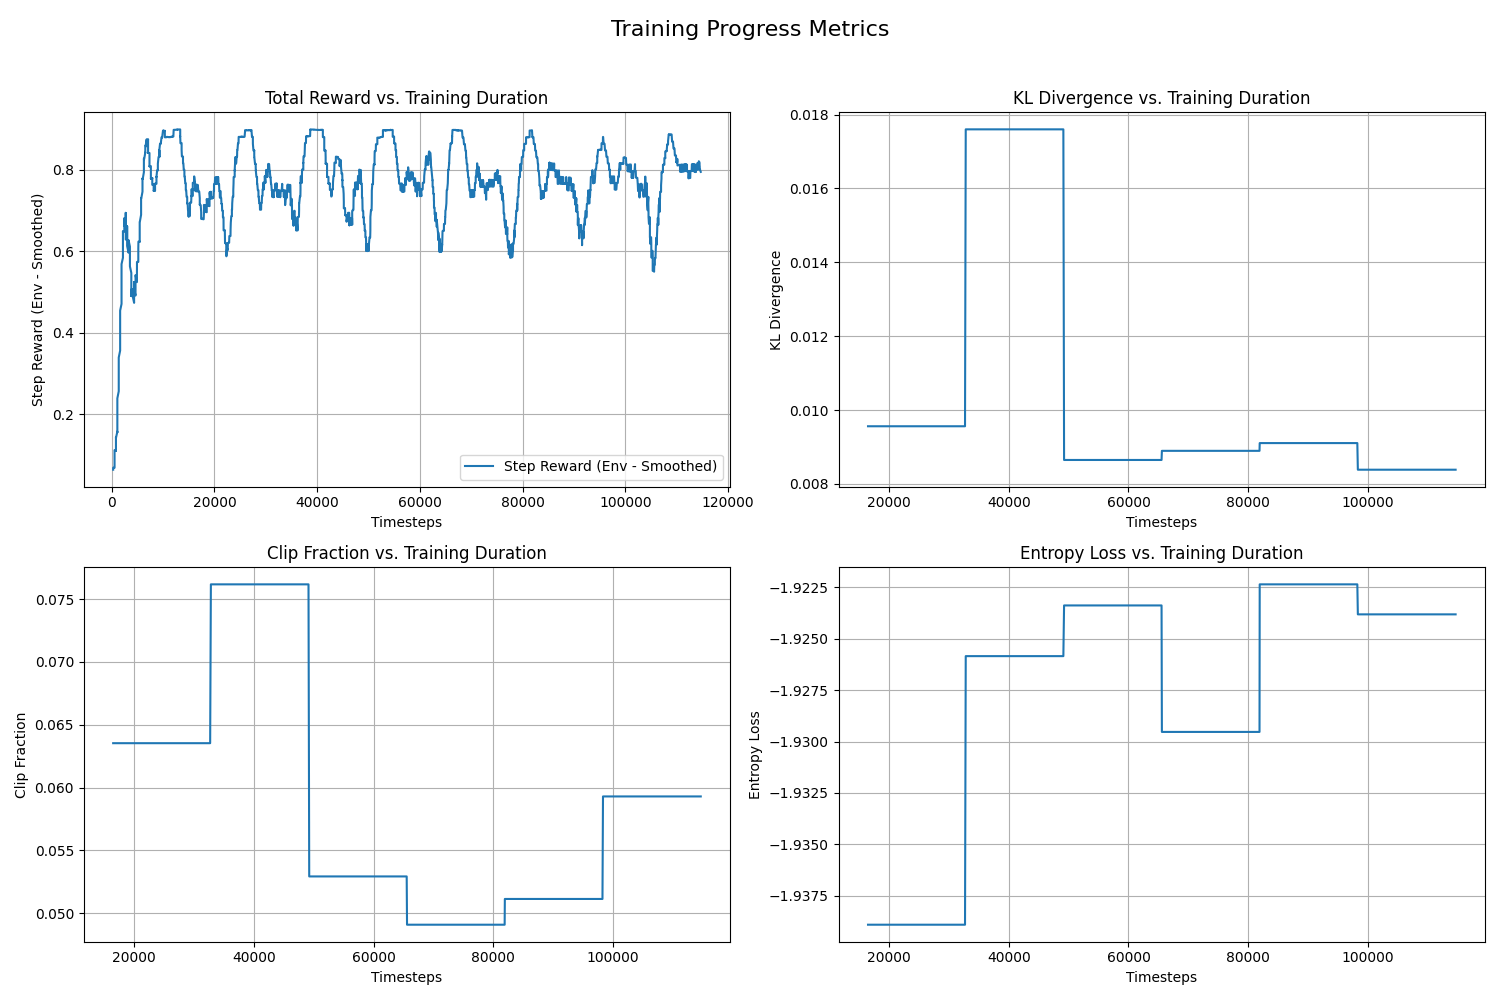 Training Progress Metrics
Total Reward vs. Training Duration
Step Reward (Env - Smoothed)
0.8
0.6
0.4
0.2
Step Reward (Env - Smoothed)
0 20000 40000 60000 80000 100000 120000
Timesteps
KL Divergence vs. Training Duration
KL Divergence
0.018
0.016
0.014
0.012
0.010
0.008
20000 40000 60000 80000 100000
Timesteps
Clip Fraction vs. Training Duration
Clip Fraction
0.075
0.070
0.065
0.060
0.055
0.050
20000 40000 60000 80000 100000
Timesteps
Entropy Loss vs. Training Duration
Entropy Loss
−1.9225
−1.9250
−1.9275
−1.9300
−1.9325
−1.9350
−1.9375
20000 40000 60000 80000 100000
Timesteps